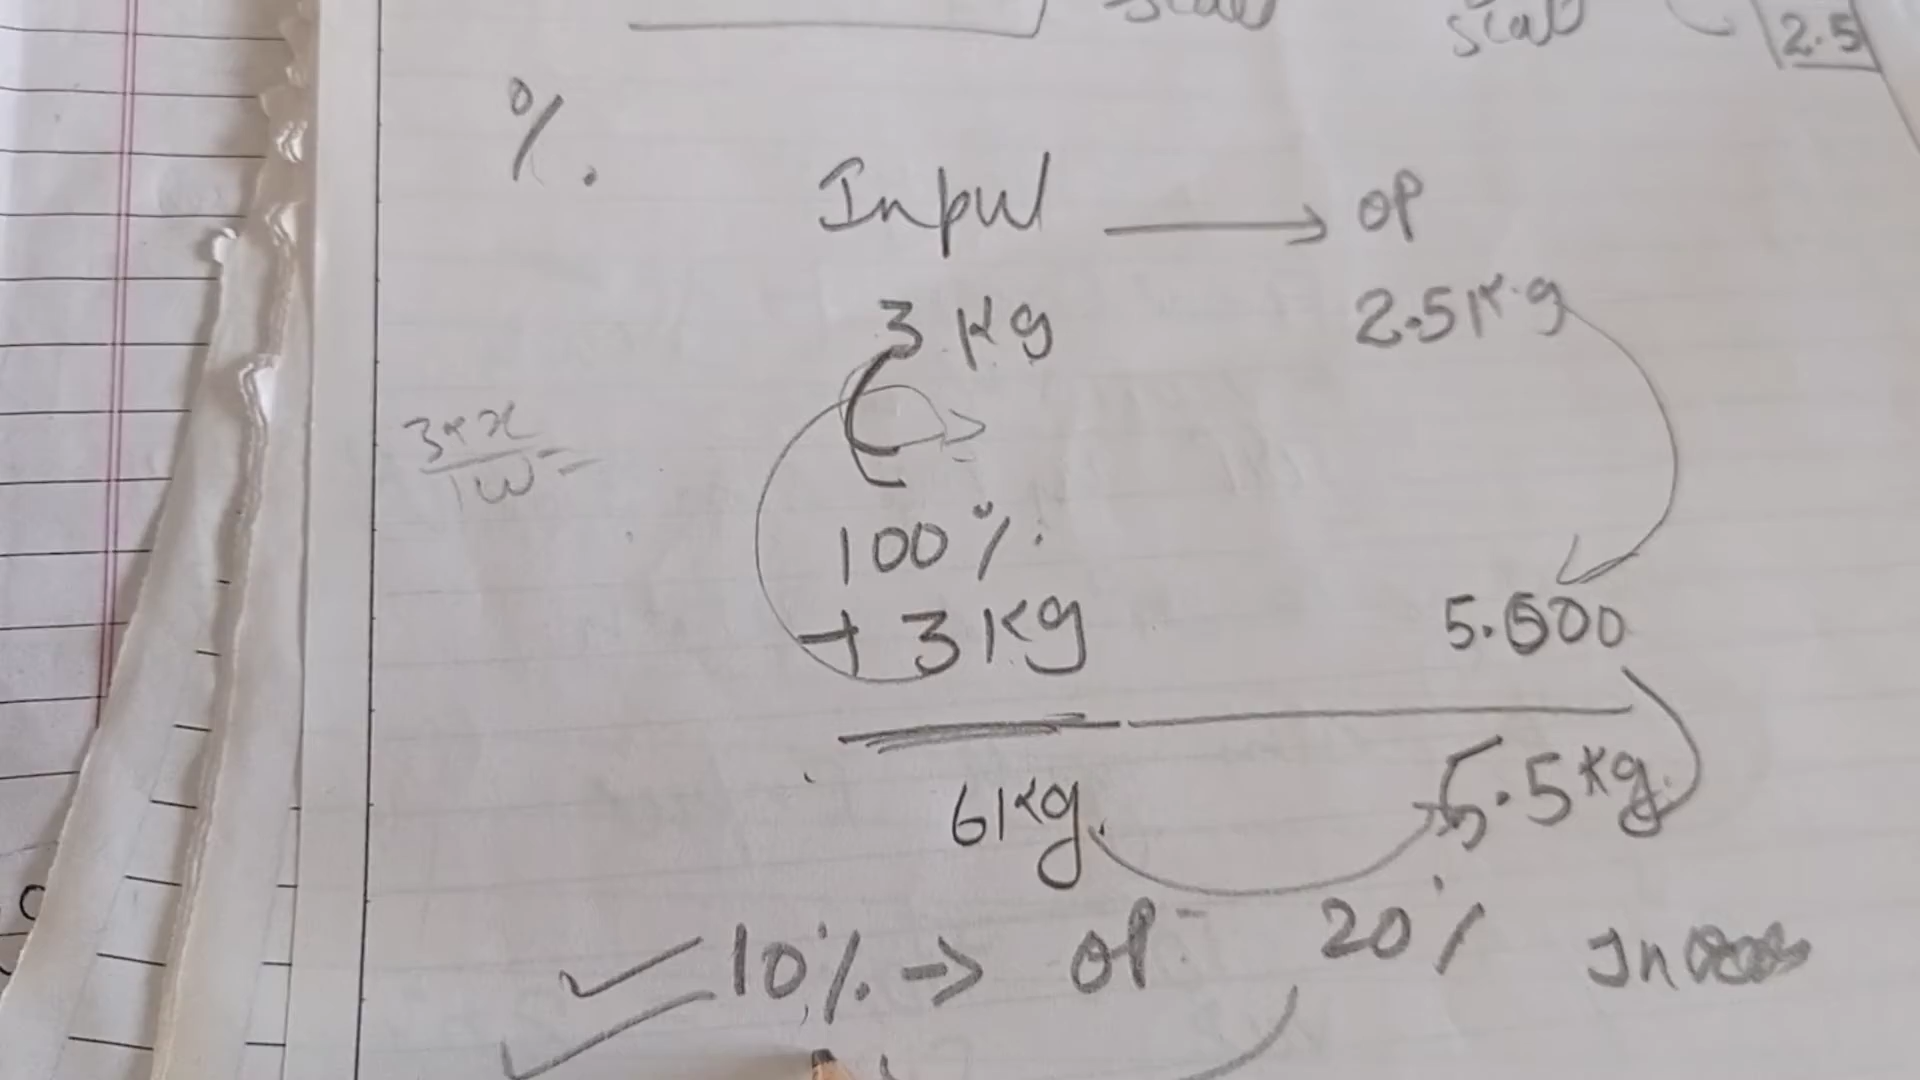 2.5
%.
Input → OP
3 Kg 2.5 Kg
3*x
100%.
+ 3 Kg 5.500
6 Kg. 5.5 Kg
✓ 10%. → OP 20%